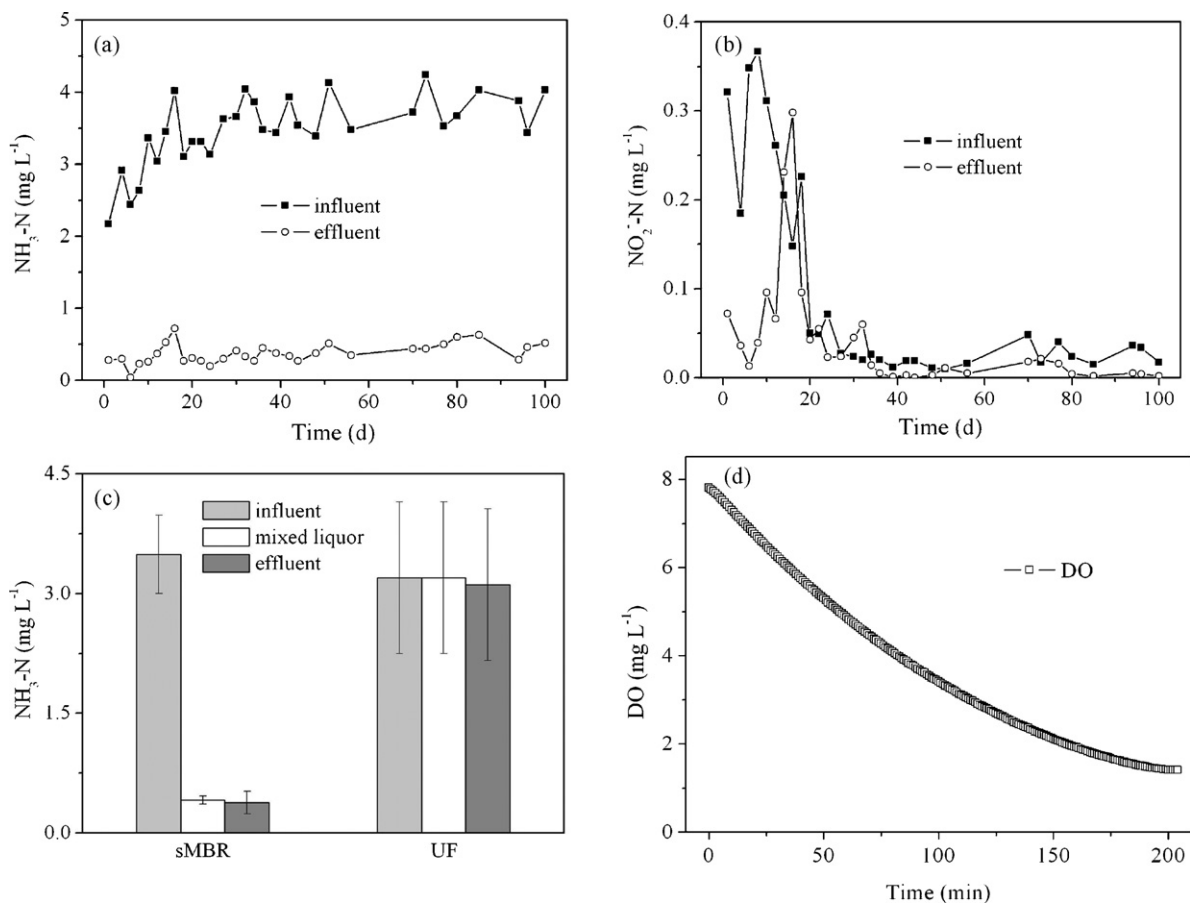 (a)
NH₃-N (mg L⁻¹)
5
4
3
2
1
0
influent
effluent
0 20 40 60 80 100
Time (d)
(b)
NO₂⁻-N (mg L⁻¹)
0.4
0.3
0.2
0.1
0.0
influent
effluent
0 20 40 60 80 100
Time (d)
(c)
NH₃-N (mg L⁻¹)
4.5
3.0
1.5
0.0
influent
mixed liquor
effluent
sMBR UF
(d)
DO (mg L⁻¹)
8
6
4
2
0
DO
0 50 100 150 200
Time (min)